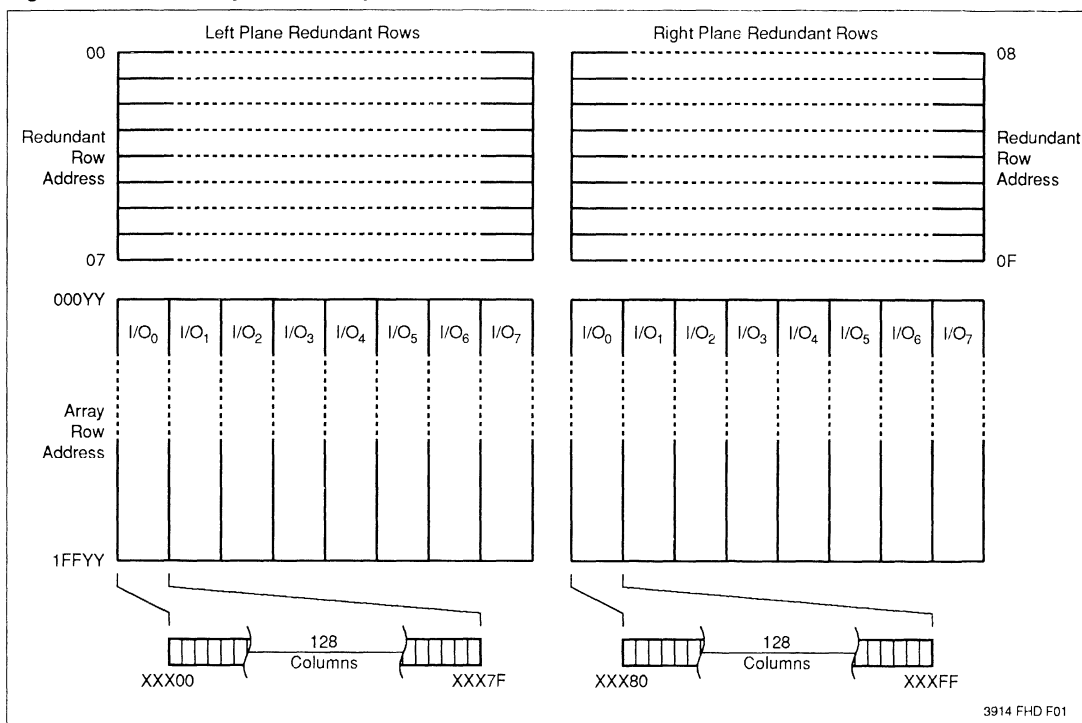 Left Plane Redundant Rows
Right Plane Redundant Rows
00
08
Redundant
Row
Address
Redundant
Row
Address
07
0F
000YY
I/O0 I/O1 I/O2 I/O3 I/O4 I/O5 I/O6 I/O7
I/O0 I/O1 I/O2 I/O3 I/O4 I/O5 I/O6 I/O7
Array
Row
Address
1FFYY
128
Columns
128
Columns
XXX00
XXX7F
XXX80
XXXFF
3914 FHD F01